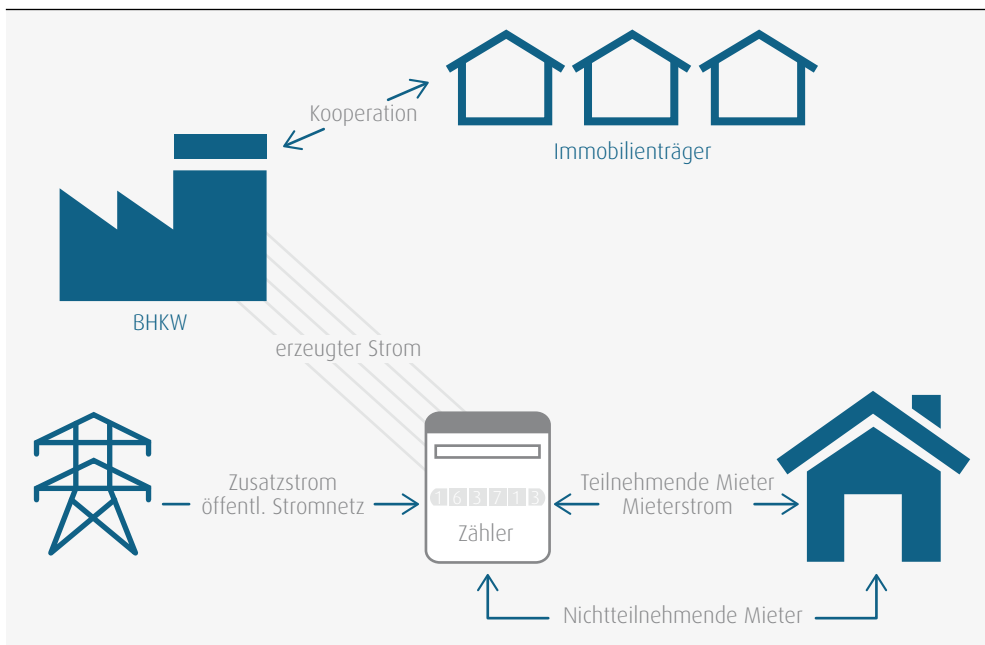 Kooperation
Immobilienträger
BHKW
erzeugter Strom
Zusatzstrom
öffentl. Stromnetz
163713
Zähler
Teilnehmende Mieter
Mieterstrom
Nichtteilnehmende Mieter